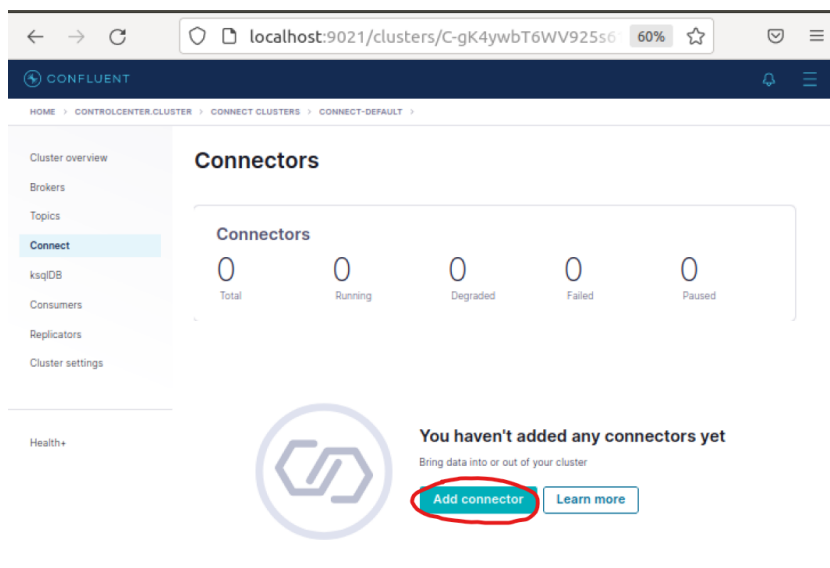 localhost:9021/clusters/C-gK4ywbT6WV925s6 60%
CONFLUENT
HOME > CONTROLCENTER.CLUSTER > CONNECT CLUSTERS > CONNECT-DEFAULT >
Cluster overview
Brokers
Topics
Connect
ksqlDB
Consumers
Replicators
Cluster settings
Health+
Connectors
Connectors
0 0 0 0 0
Total Running Degraded Failed Paused
You haven't added any connectors yet
Bring data into or out of your cluster
Add connector Learn more